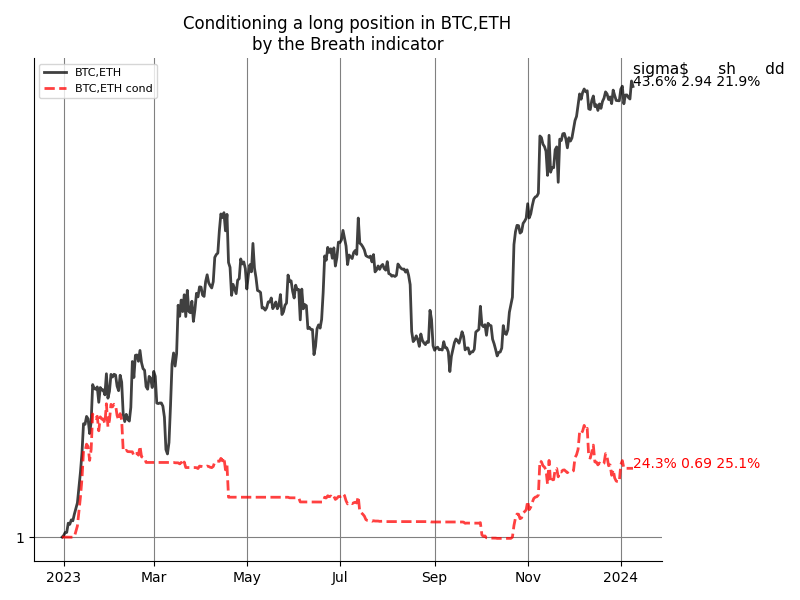 Conditioning a long position in BTC,ETH
by the Breath indicator
BTC,ETH
BTC,ETH cond
sigma$ sh dd
43.6% 2.94 21.9%
24.3% 0.69 25.1%
1
2023 Mar May Jul Sep Nov 2024